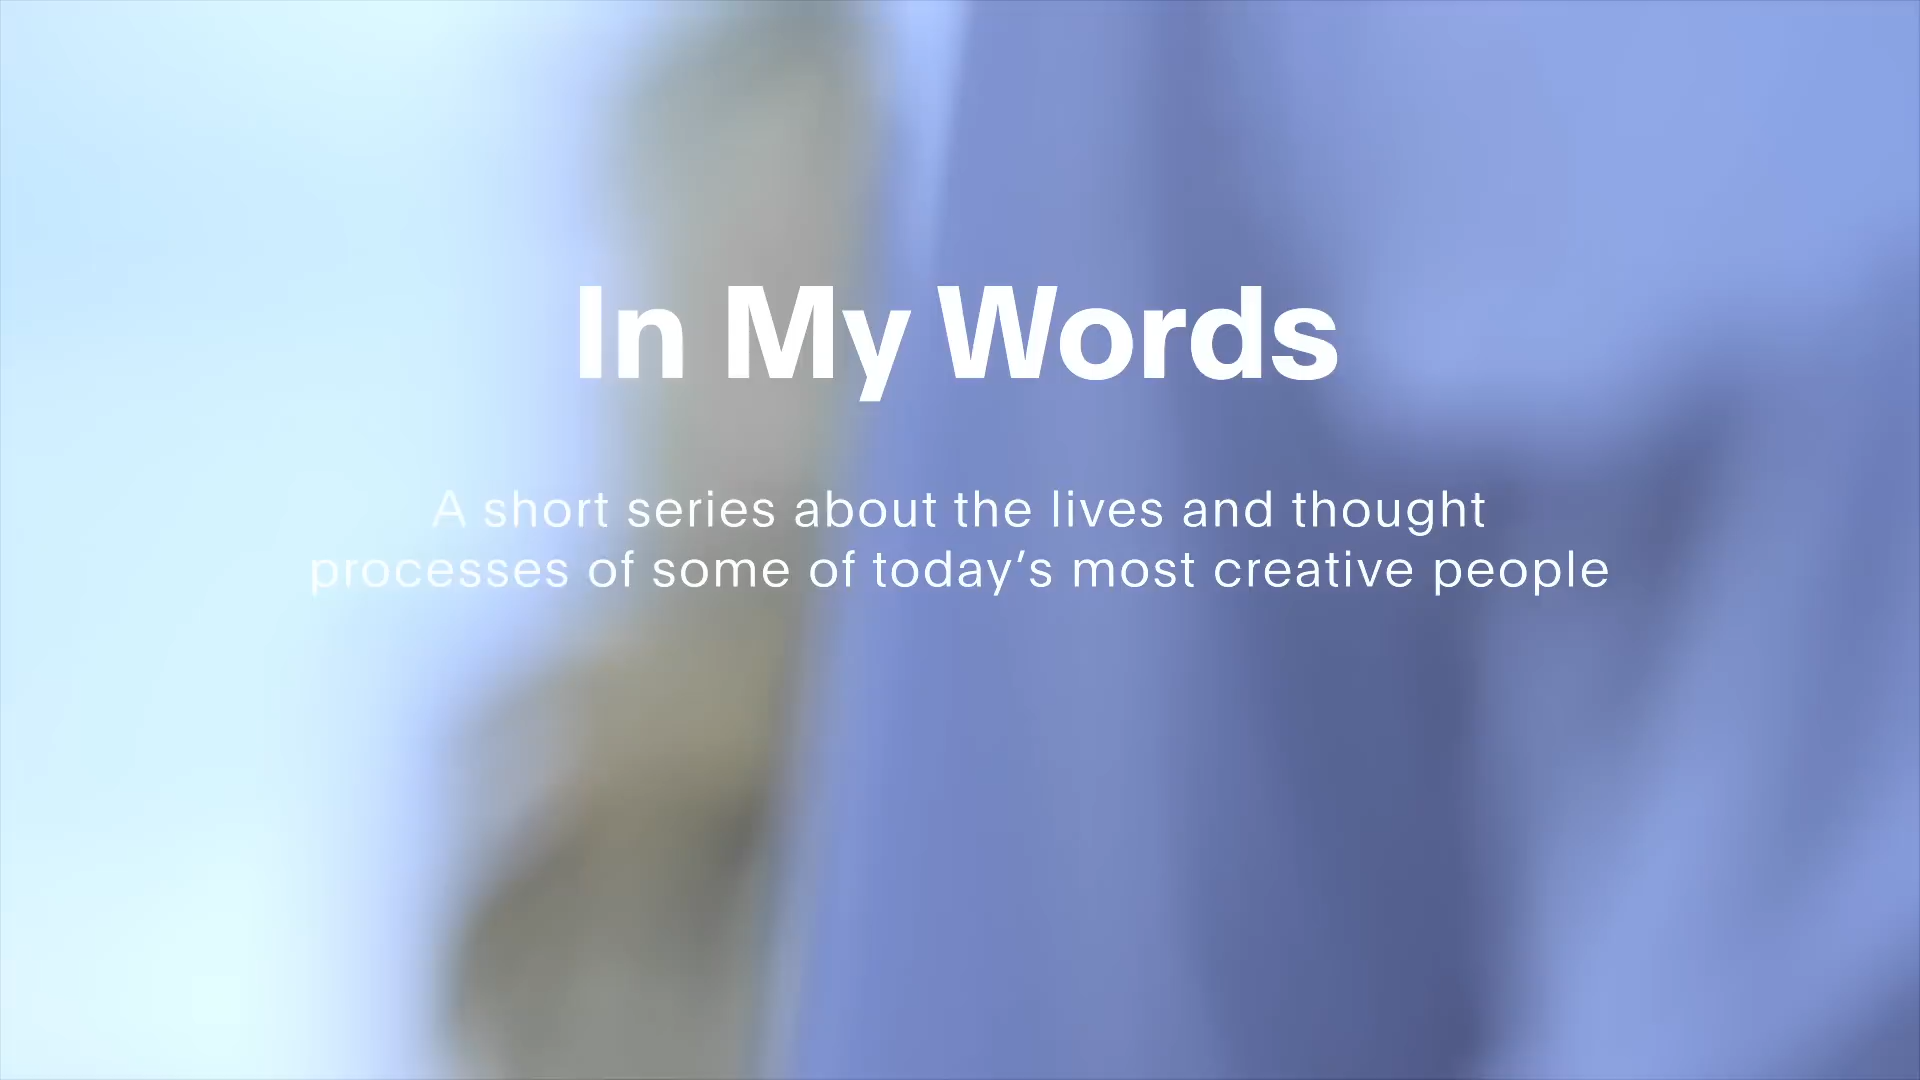 In My Words
A short series about the lives and thought
processes of some of today’s most creative people